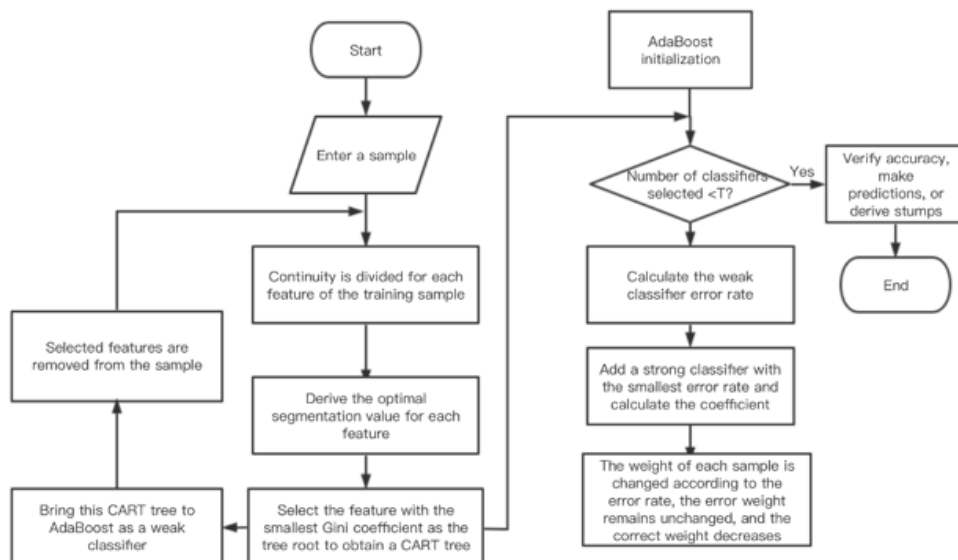 Start
Enter a sample
Continuity is divided for each
feature of the training sample
Derive the optimal
segmentation value for each
feature
Select the feature with the
smallest Gini coefficient as the
tree root to obtain a CART tree
Bring this CART tree to
AdaBoost as a weak
classifier
Selected features are
removed from the sample
AdaBoost
initialization
Number of classifiers
selected <T?
Yes
Verify accuracy,
make
predictions, or
derive stumps
End
Calculate the weak
classifier error rate
Add a strong classifier with
the smallest error rate and
calculate the coefficient
The weight of each sample is
changed according to the
error rate, the error weight
remains unchanged, and the
correct weight decreases